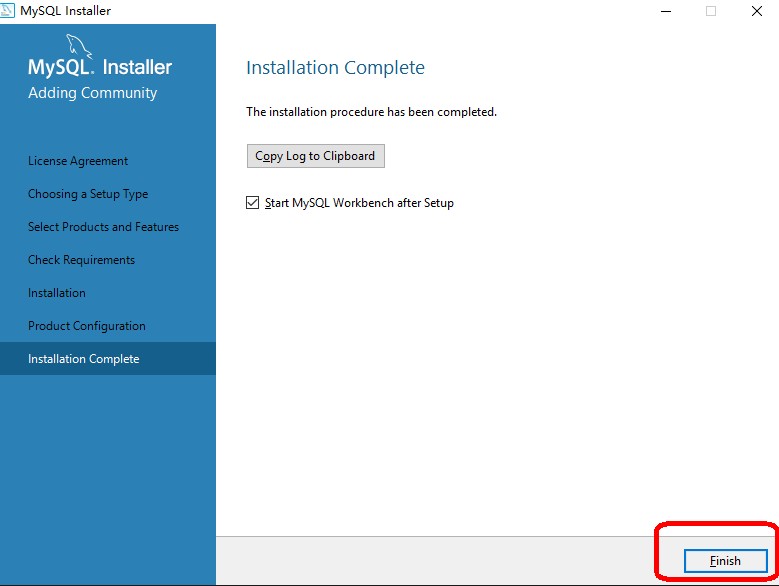 MySQL Installer
MySQL. Installer
Adding Community
License Agreement
Choosing a Setup Type
Select Products and Features
Check Requirements
Installation
Product Configuration
Installation Complete
Installation Complete
The installation procedure has been completed.
Copy Log to Clipboard
Start MySQL Workbench after Setup
Finish